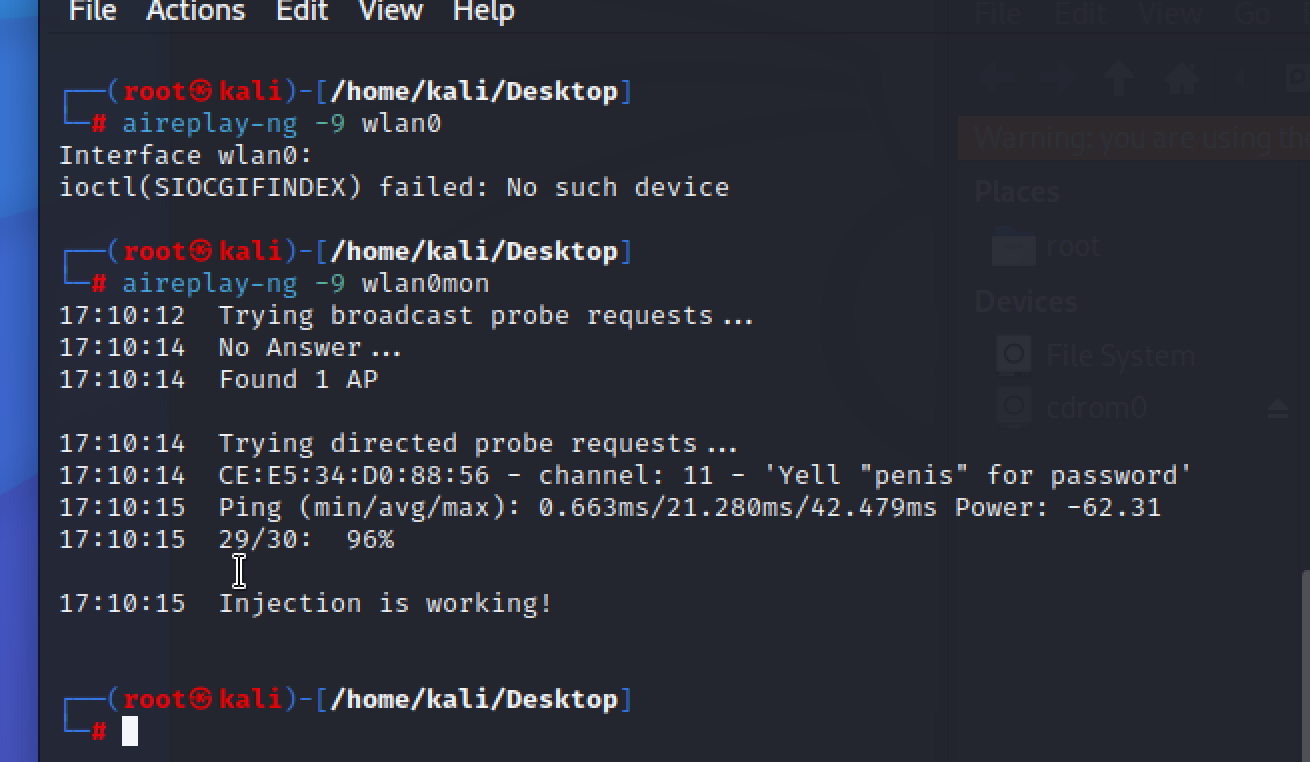 File Actions Edit View Help
File Edit View Go
┌──(root㉿kali)-[/home/kali/Desktop]
└─# aireplay-ng -9 wlan0
Interface wlan0:
ioctl(SIOCGIFINDEX) failed: No such device
┌──(root㉿kali)-[/home/kali/Desktop]
└─# aireplay-ng -9 wlan0mon
17:10:12  Trying broadcast probe requests...
17:10:14  No Answer...
17:10:14  Found 1 AP
17:10:14  Trying directed probe requests...
17:10:14  CE:E5:34:D0:88:56 - channel: 11 - 'Yell "penis" for password'
17:10:15  Ping (min/avg/max): 0.663ms/21.280ms/42.479ms Power: -62.31
17:10:15  29/30:  96%
17:10:15  Injection is working!
┌──(root㉿kali)-[/home/kali/Desktop]
└─#
Warning: you are using the
Places
root
Devices
File System
cdrom0